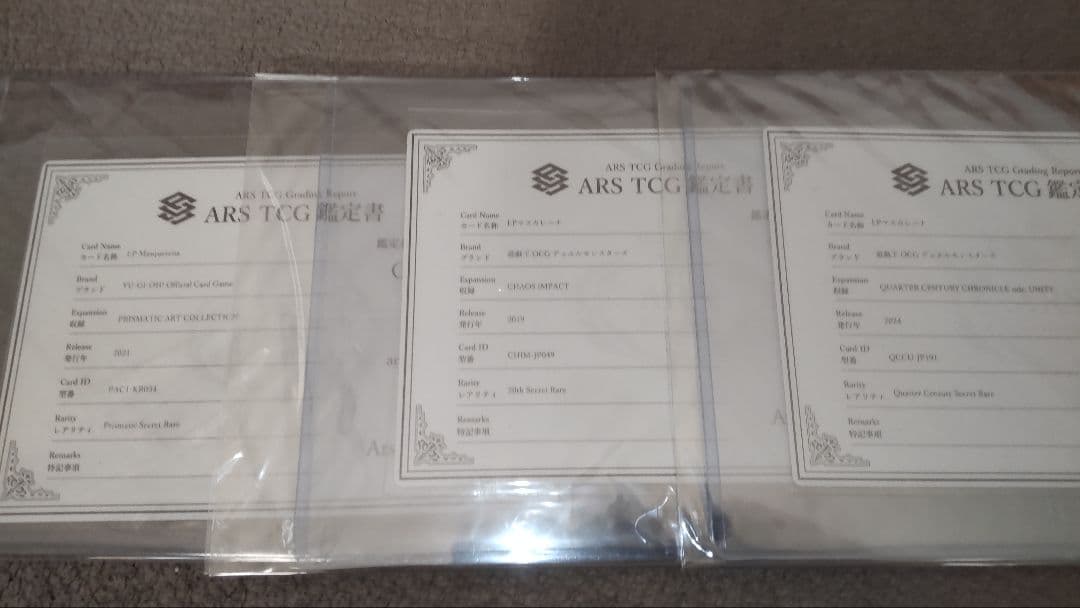 ARS TCG Grading Report
ARS TCG 鑑定書
Card Name
カード名称 I:P Masquerena
Brand
ブランド YU-GI-OH! Official Card Game
Expansion
収録 PRISMATIC ART COLLECTION
Release
発行年 2021
Card ID
型番 PAC1-KR034
Rarity
レアリティ Prismatic Secret Rare
Remarks
特記事項
ARS TCG Grading Report
ARS TCG 鑑定書
Card Name
カード名称 I:Pマスカレーナ
Brand
ブランド 遊戯王OCG デュエルモンスターズ
Expansion
収録 CHAOS IMPACT
Release
発行年 2019
Card ID
型番 CHIM-JP049
Rarity
レアリティ 20th Secret Rare
Remarks
特記事項
ARS TCG Grading Report
ARS TCG 鑑定
Card Name
カード名称 I:Pマスカレーナ
Brand
ブランド 遊戯王OCG デュエルモンスターズ
Expansion
収録 QUARTER CENTURY CHRONICLE side: UNITY
Release
発行年 2024
Card ID
型番 QCCU-JP191
Rarity
レアリティ Quarter Century Secret Rare
Remarks
特記事項